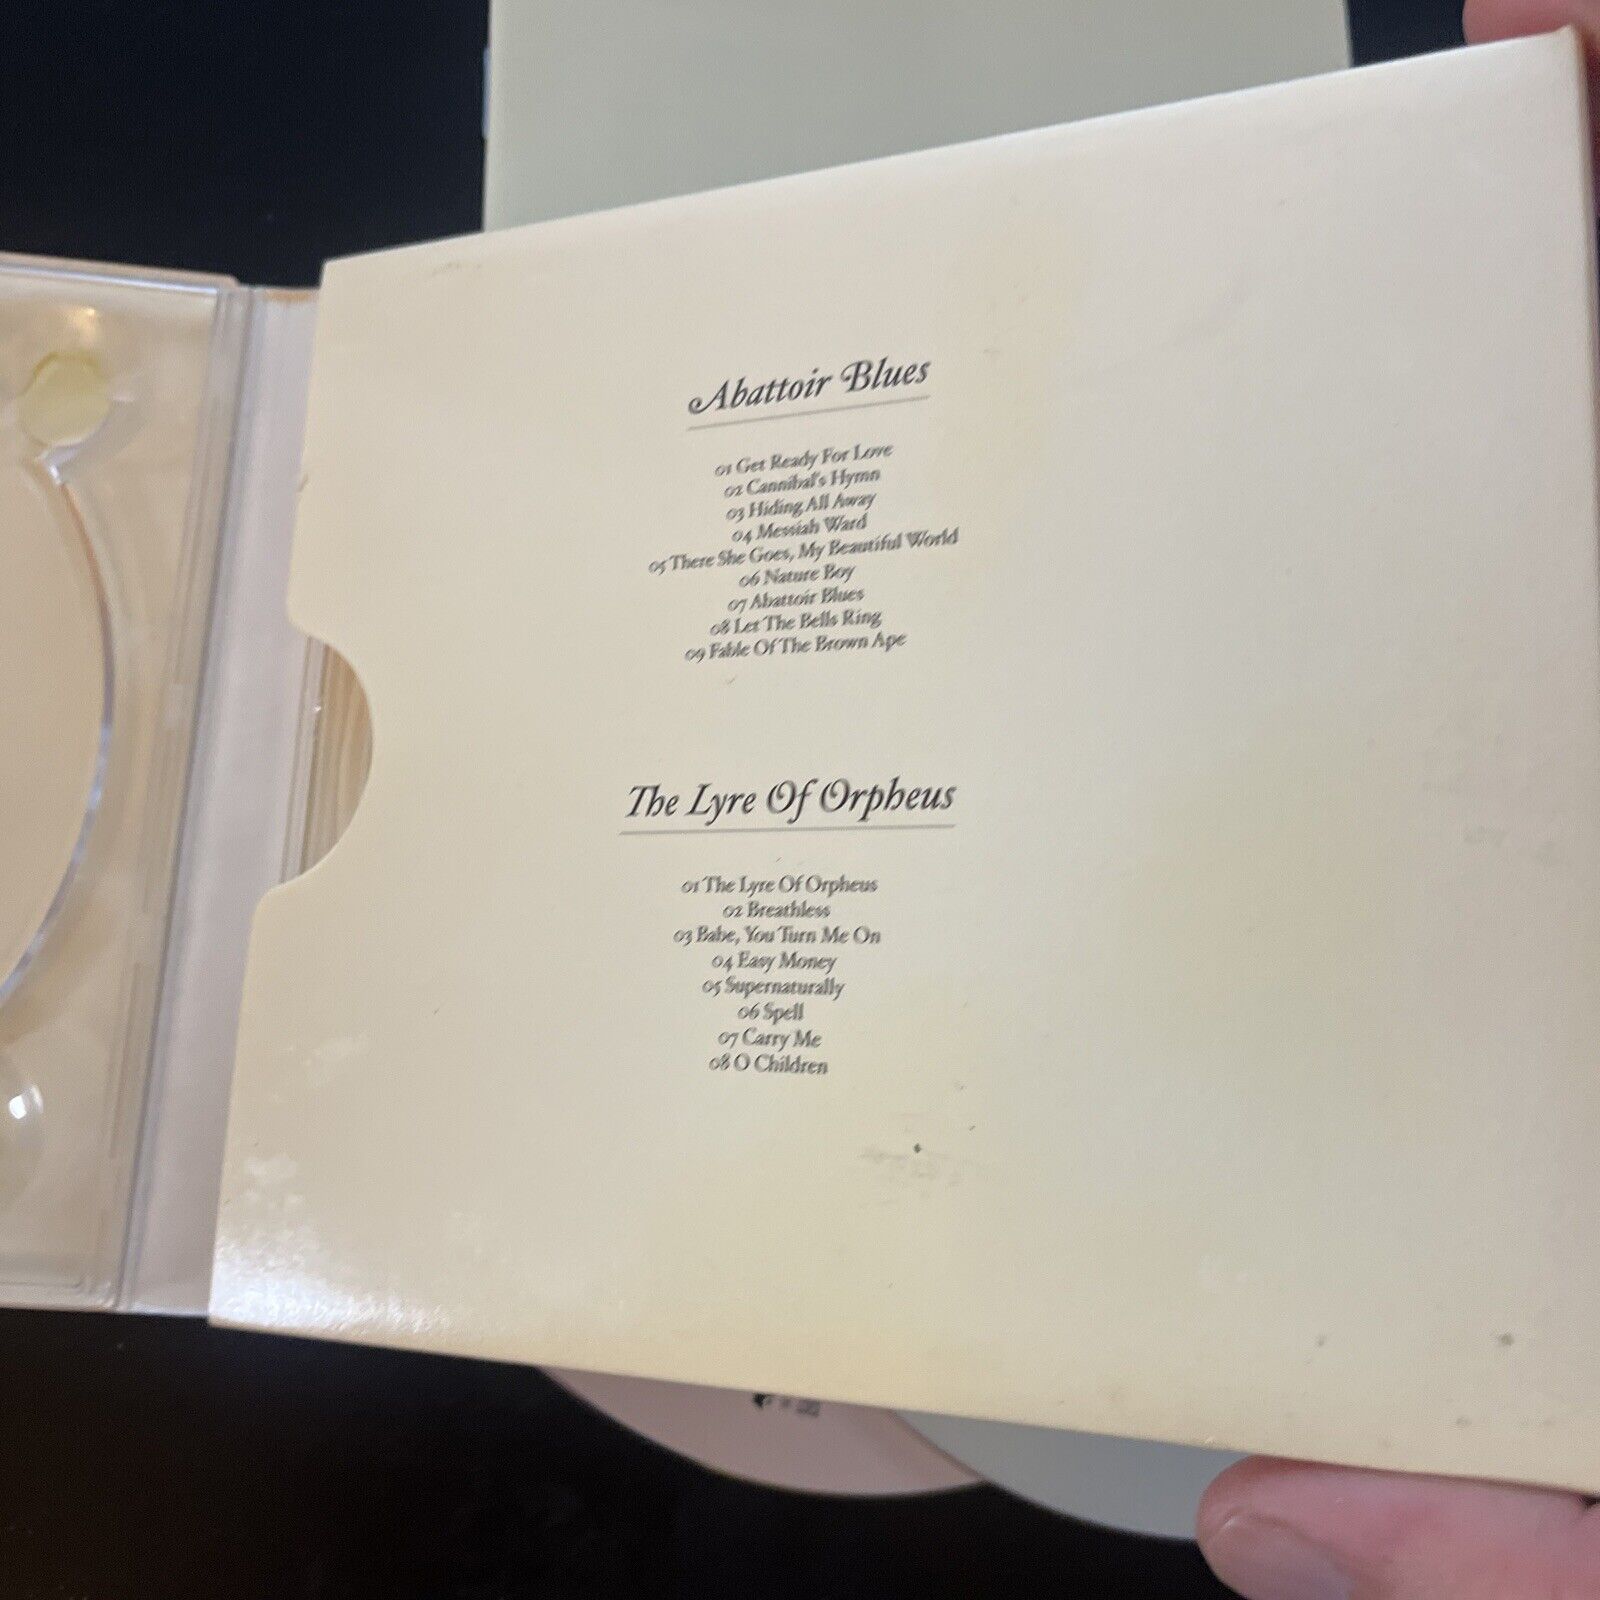 Abattoir Blues
01 Get Ready For Love
02 Cannibal's Hymn
03 Hiding All Away
04 Messiah Ward
05 There She Goes, My Beautiful World
06 Nature Boy
07 Abattoir Blues
08 Let The Bells Ring
09 Fable Of The Brown Ape
The Lyre Of Orpheus
01 The Lyre Of Orpheus
02 Breathless
03 Babe, You Turn Me On
04 Easy Money
05 Supernaturally
06 Spell
07 Carry Me
08 O Children